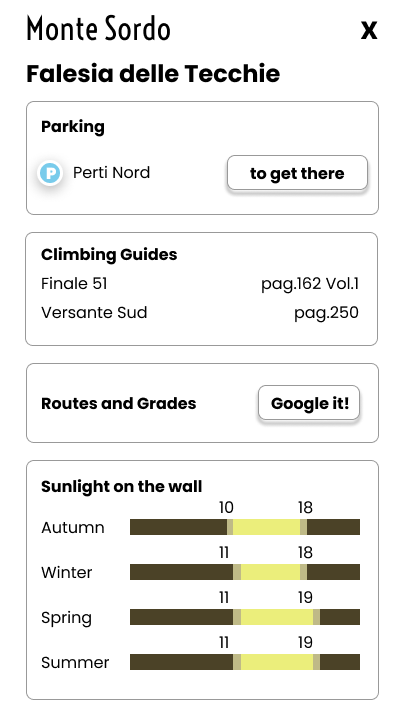 Monte Sordo X
Falesia delle Tecchie
Parking
P Perti Nord to get there
Climbing Guides
Finale 51 pag.162 Vol.1
Versante Sud pag.250
Routes and Grades Google it!
Sunlight on the wall
10 18
Autumn
11 18
Winter
11 19
Spring
11 19
Summer